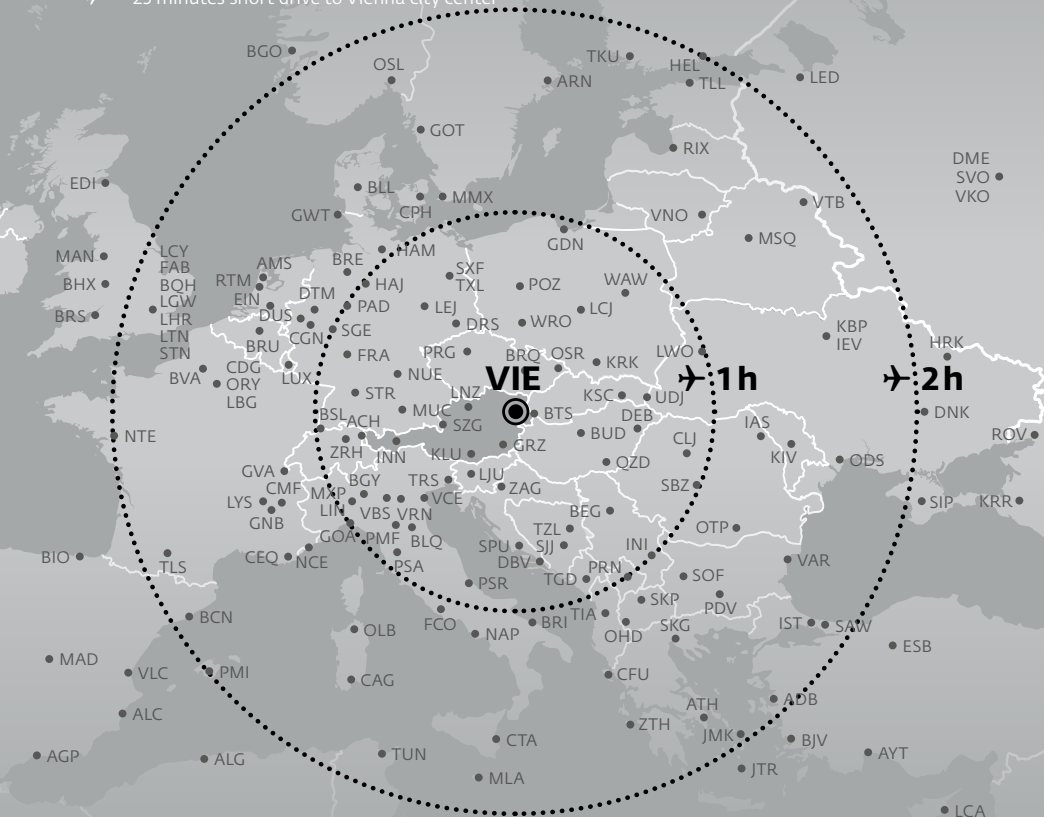 25 minutes short drive to Vienna city center
BGO
OSL
TKU
HEL
TLL
LED
ARN
GOT
RIX
DME
SVO
VKO
EDI
BLL
MMX
CPH
GWT
VNO
VTB
GDN
MSQ
MAN
LCY
FAB
BQH
LGW
LHR
LTN
STN
BHX
BRS
AMS
RTM
EIN
BRE
HAM
HAJ
SXF
TXL
POZ
WAW
DTM
DUS
CGN
PAD
SGE
LEJ
DRS
WRO
LCJ
KBP
IEV
HRK
BRU
CDG
ORY
LBG
BVA
LUX
FRA
PRG
BRQ
OSR
KRK
LWO
NUE
VIE
1h
2h
STR
LNZ
KSC
UDJ
DNK
BSL
ACH
MUC
SZG
BTS
DEB
IAS
NTE
ZRH
INN
KLU
GRZ
BUD
CLJ
KIV
ROV
GVA
CMF
BGY
TRS
LJU
QZD
ODS
LYS
GNB
MXP
LIN
VBS
VRN
VCE
ZAG
SBZ
SIP
KRR
BEG
GOA
PMF
BLQ
SPU
TZL
SJJ
OTP
BIO
TLS
CEQ
NCE
PSA
DBV
INI
VAR
PSR
TGD
PRN
SOF
BCN
FCO
NAP
BRI
TIA
SKP
PDV
OLB
OHD
SKG
IST
SAW
MAD
VLC
PMI
CAG
CFU
ESB
ALC
ATH
ADB
ZTH
JMK
BJV
AGP
ALG
TUN
CTA
AYT
MLA
JTR
LCA